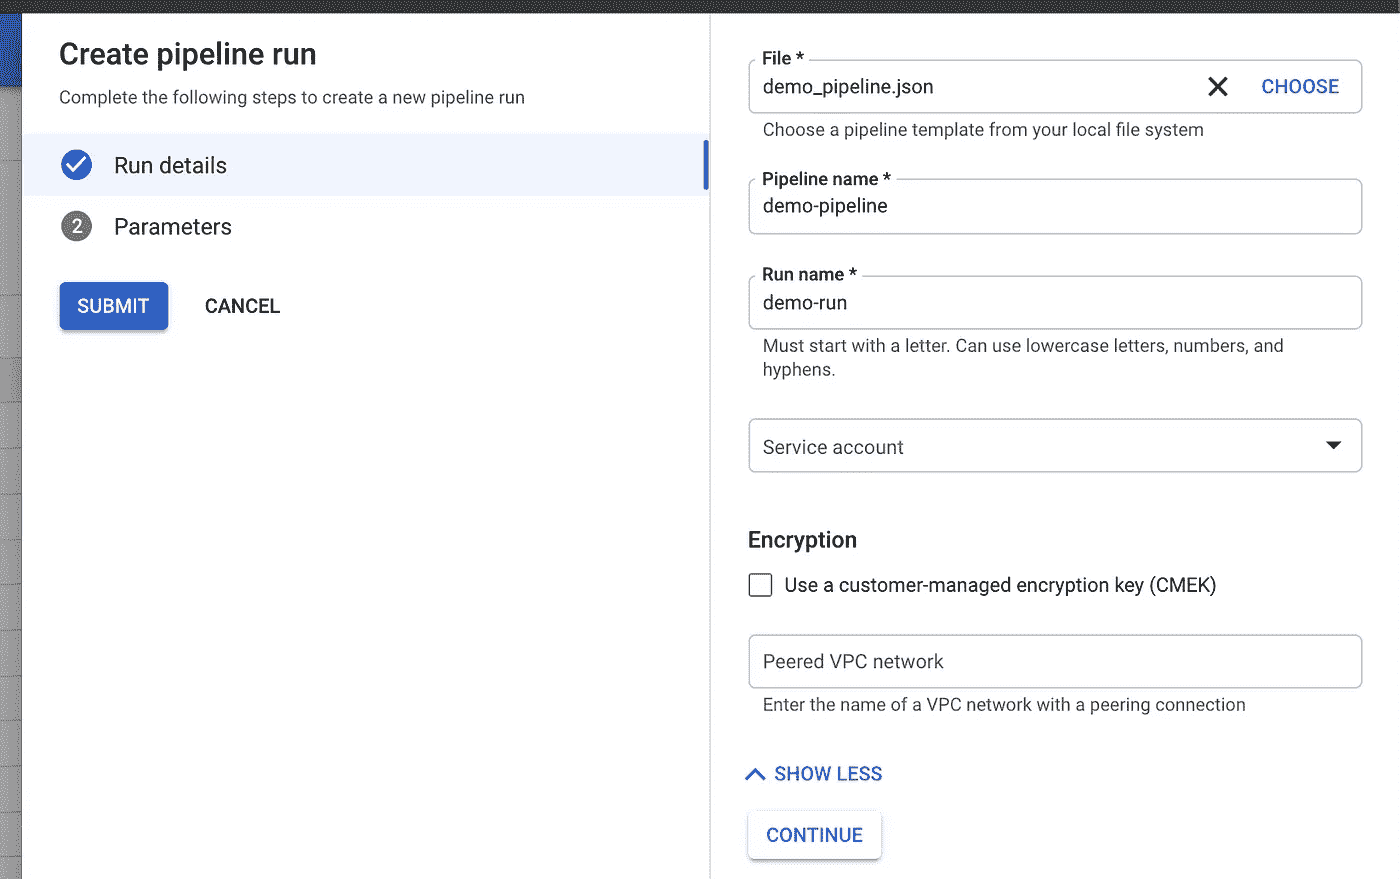 Create pipeline run
Complete the following steps to create a new pipeline run
Run details
2 Parameters
SUBMIT CANCEL
File *
demo_pipeline.json CHOOSE
Choose a pipeline template from your local file system
Pipeline name *
demo-pipeline
Run name *
demo-run
Must start with a letter. Can use lowercase letters, numbers, and
hyphens.
Service account
Encryption
Use a customer-managed encryption key (CMEK)
Peered VPC network
Enter the name of a VPC network with a peering connection
SHOW LESS
CONTINUE